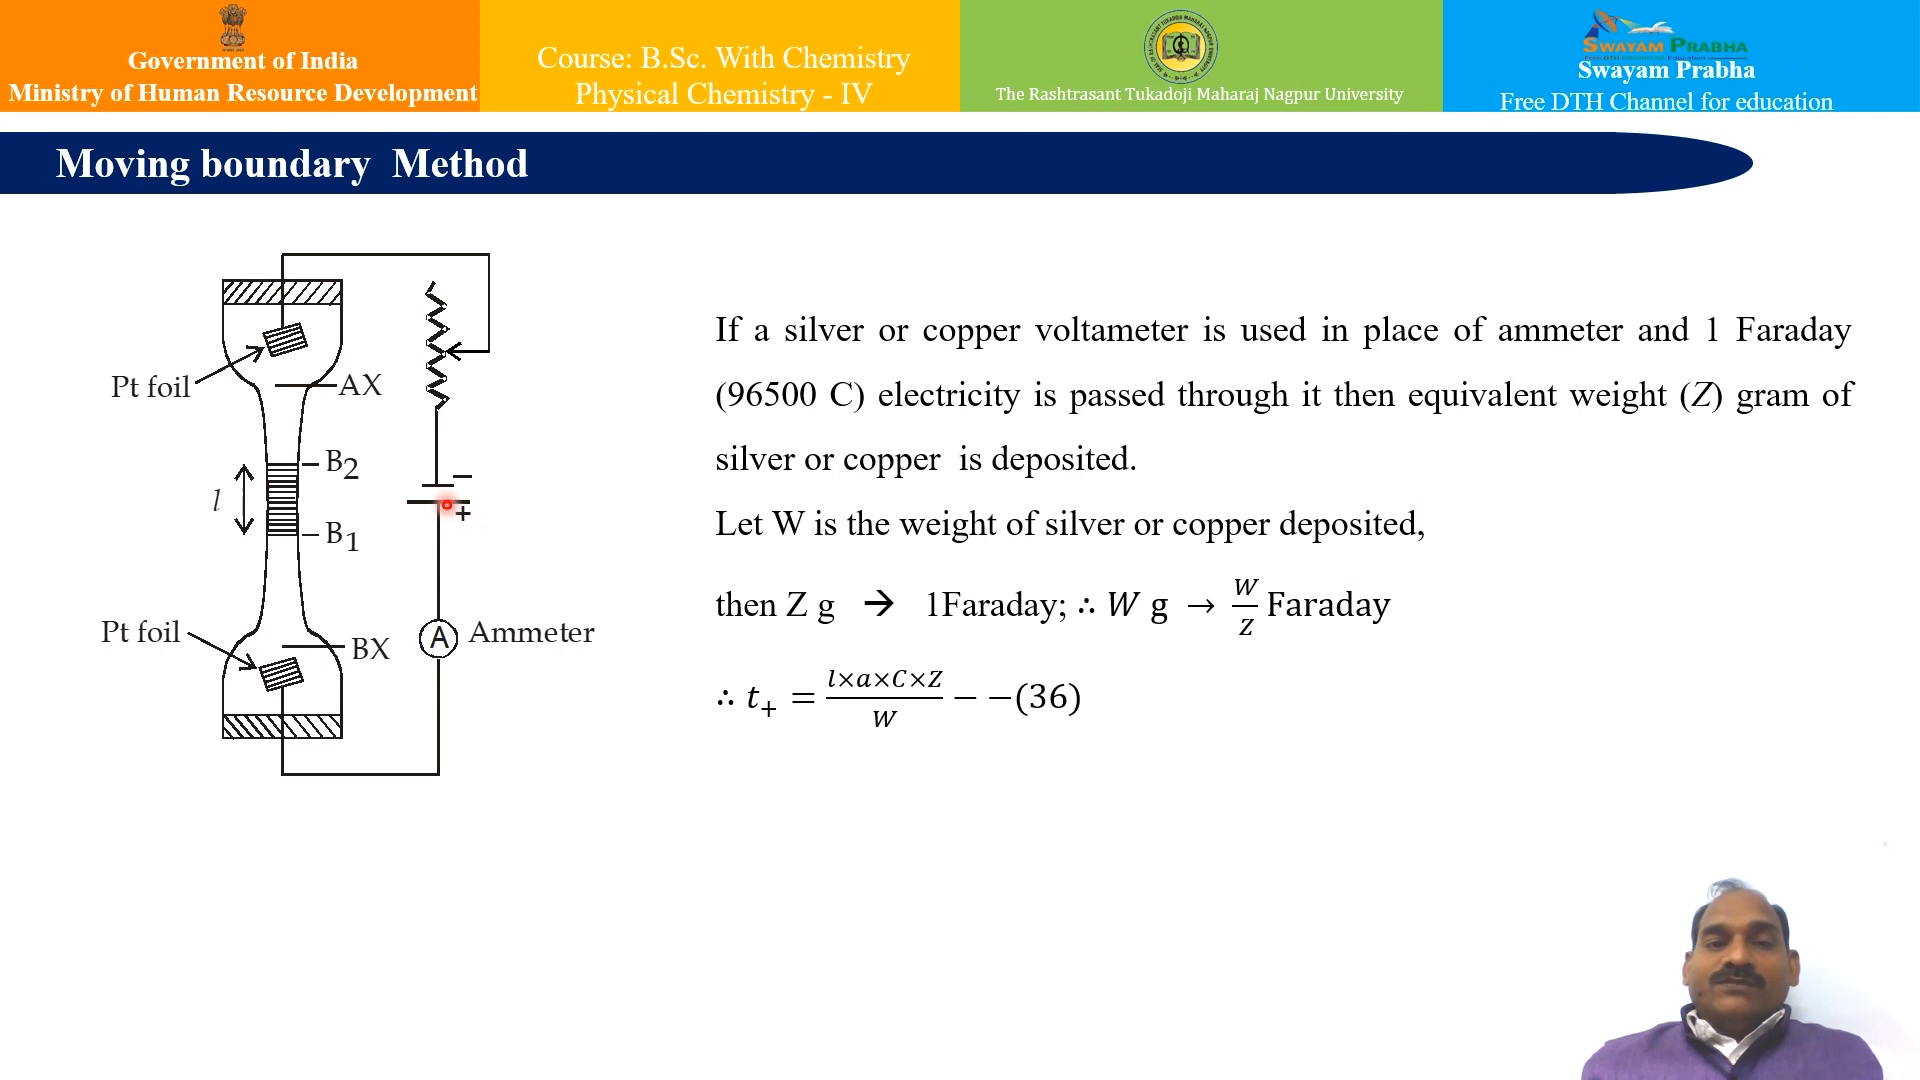 Government of India
Ministry of Human Resource Development
Course: B.Sc. With Chemistry
Physical Chemistry - IV
The Rashtrasant Tukadoji Maharaj Nagpur University
SWAYAM PRABHA
Swayam Prabha
Free DTH Channel for education
Moving boundary Method
Pt foil
AX
B2
l
B1
−
+
Pt foil
BX
A Ammeter
If a silver or copper voltameter is used in place of ammeter and 1 Faraday
(96500 C) electricity is passed through it then equivalent weight (Z) gram of
silver or copper is deposited.
Let W is the weight of silver or copper deposited,
then Z g → 1Faraday; ∴ W g → W/Z Faraday
∴ t₊ = l×a×C×Z/W − −(36)